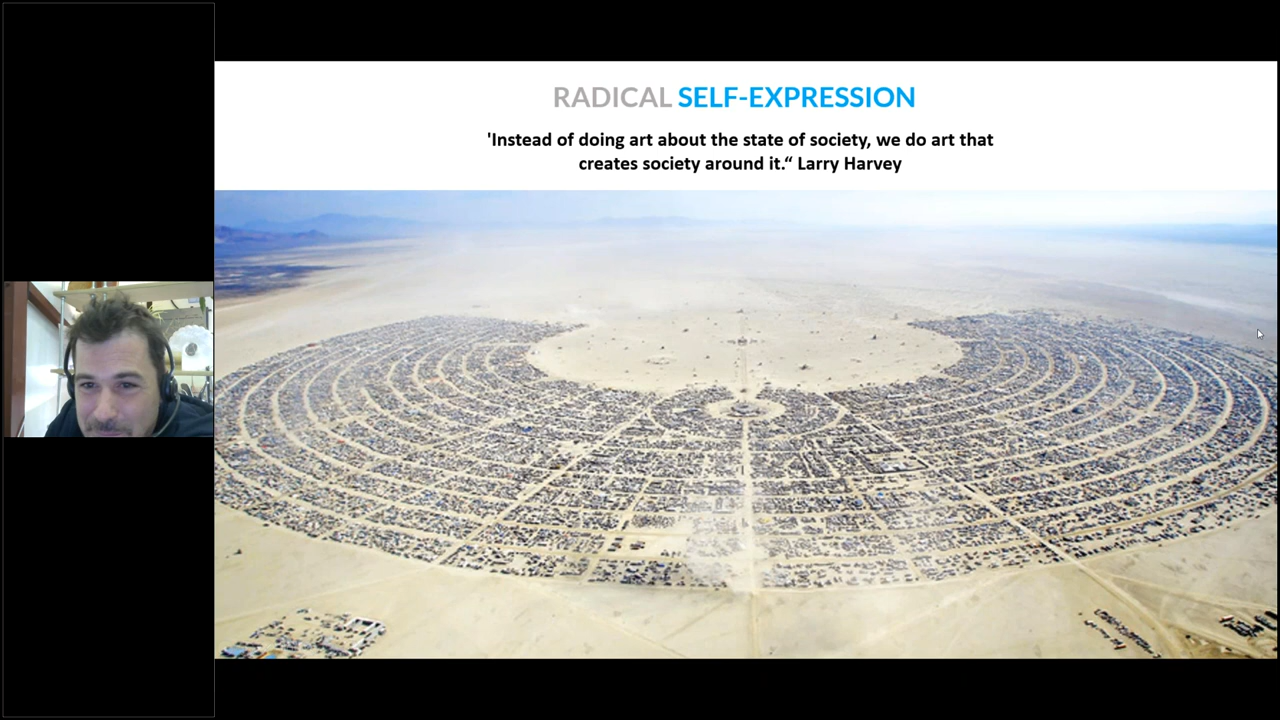 RADICAL SELF-EXPRESSION
'Instead of doing art about the state of society, we do art that
creates society around it.“ Larry Harvey